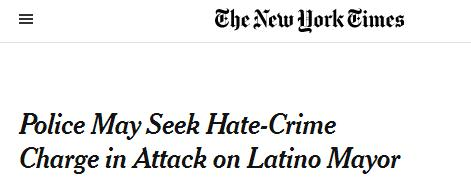 The New York Times
Police May Seek Hate-Crime
Charge in Attack on Latino Mayor